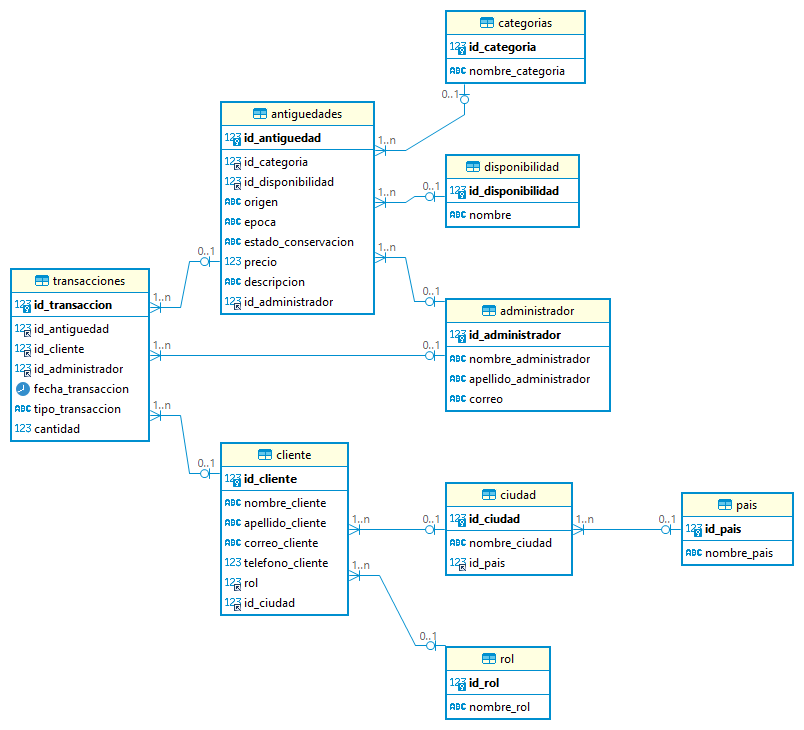 categorias
123 id_categoria
ABC nombre_categoria
0..1
antiguedades
123 id_antiguedad
123 id_categoria
123 id_disponibilidad
ABC origen
ABC epoca
ABC estado_conservacion
123 precio
ABC descripcion
123 id_administrador
1..n
1..n
1..n
0..1
disponibilidad
123 id_disponibilidad
ABC nombre
0..1
0..1
administrador
123 id_administrador
ABC nombre_administrador
ABC apellido_administrador
ABC correo
0..1
transacciones
123 id_transaccion
123 id_antiguedad
123 id_cliente
123 id_administrador
fecha_transaccion
ABC tipo_transaccion
123 cantidad
1..n
1..n
1..n
0..1
cliente
123 id_cliente
ABC nombre_cliente
ABC apellido_cliente
ABC correo_cliente
123 telefono_cliente
123 rol
123 id_ciudad
1..n
1..n
0..1
ciudad
123 id_ciudad
ABC nombre_ciudad
123 id_pais
1..n
0..1
pais
123 id_pais
ABC nombre_pais
0..1
rol
123 id_rol
ABC nombre_rol